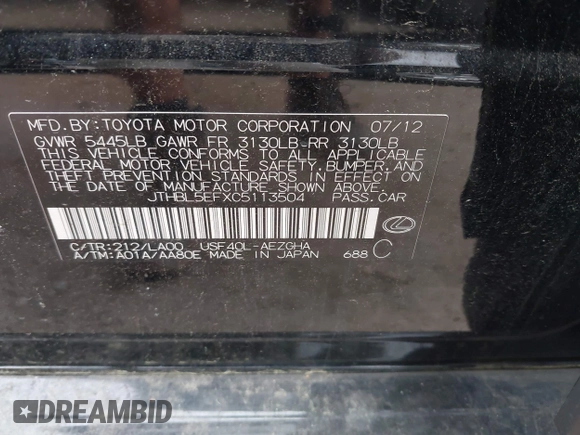 MFD.BY:TOYOTA MOTOR CORPORATION 07/12
GVWR 5445LB GAWR FR 3130LB RR 3130LB
THIS VEHICLE CONFORMS TO ALL APPLICABLE
FEDERAL MOTOR VEHICLE SAFETY, BUMPER, AND
THEFT PREVENTION STANDARDS IN EFFECT ON
THE DATE OF MANUFACTURE SHOWN ABOVE.
JTHBL5EFXC5113504 PASS.CAR
C/TR:212/LA00 USF40L-AEZGHA
A/TM:A01A/AA80E MADE IN JAPAN 688 C
DREAMBID